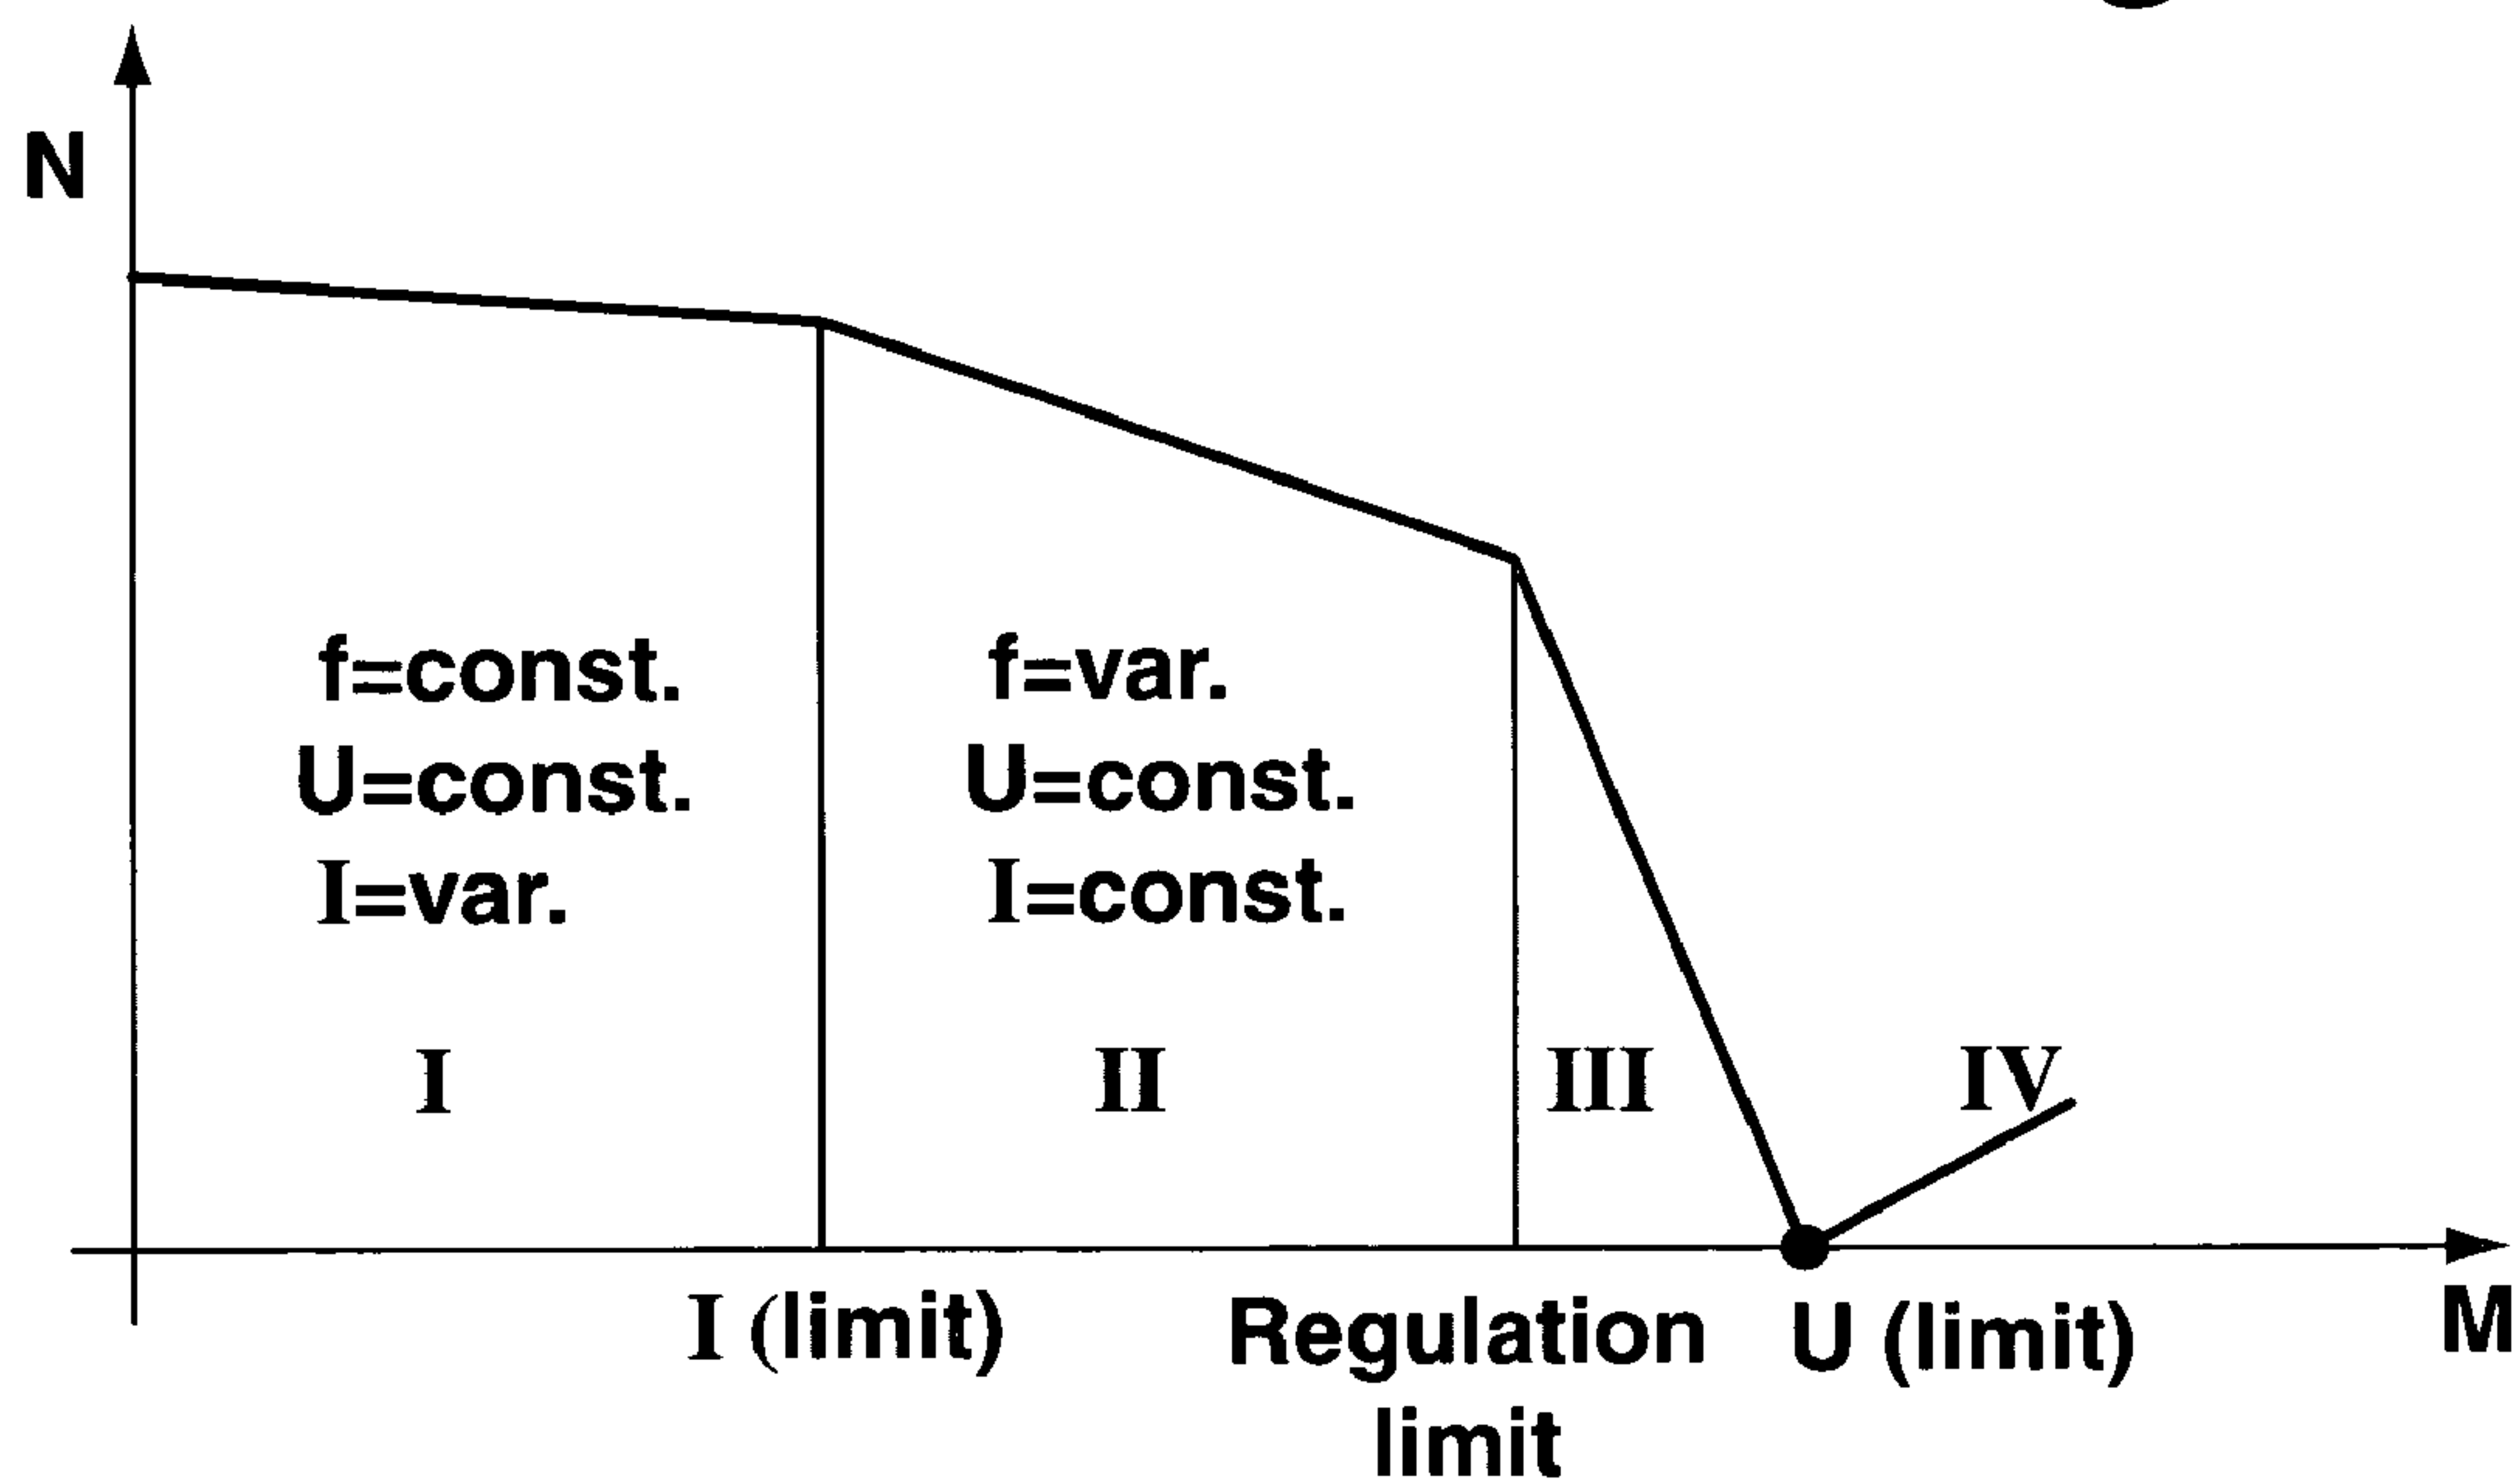 N
f=const.
U=const.
I=var.
I
f=var.
U=const.
I=const.
II
III
IV
I (limit)
Regulation
limit
U (limit)
M